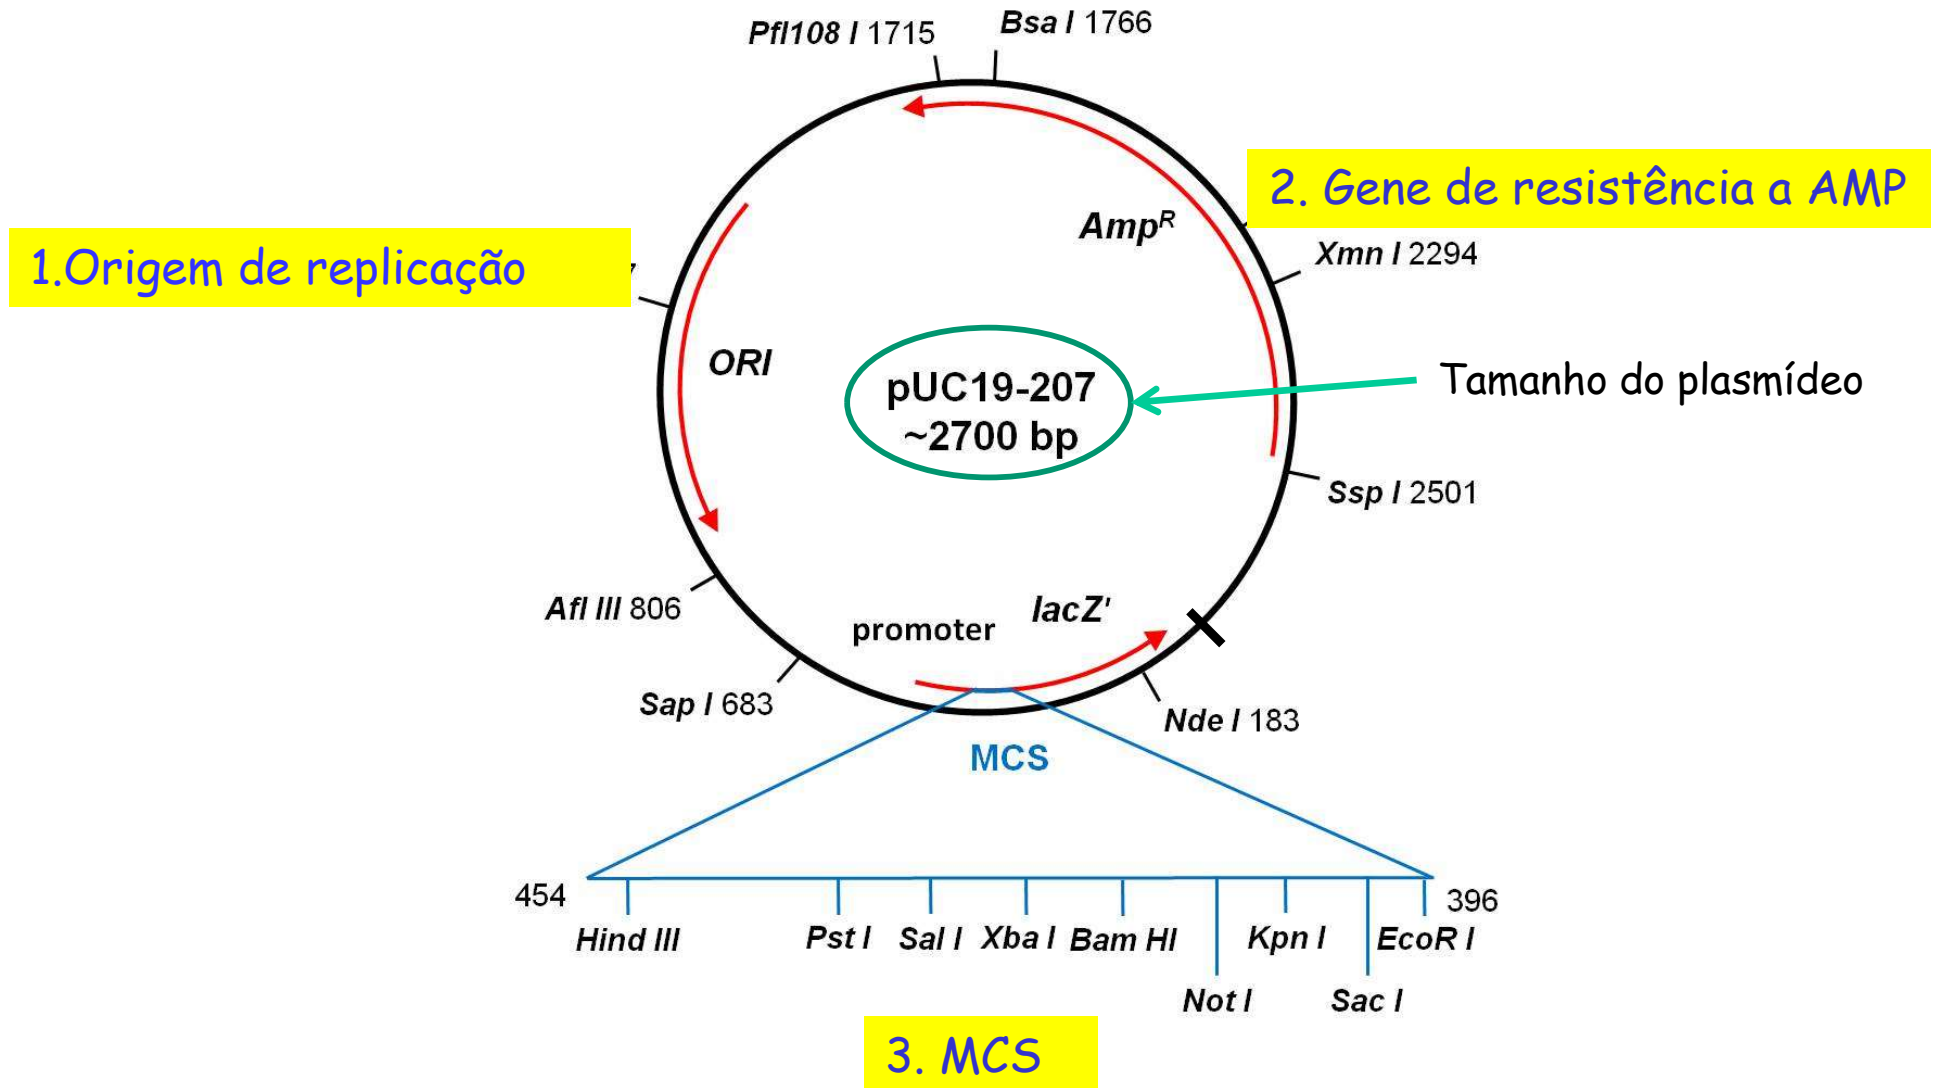 Pfl108 I 1715
Bsa I 1766
2. Gene de resistência a AMP
Amp^R
Xmn I 2294
1.Origem de replicação
ORI
pUC19-207
~2700 bp
Tamanho do plasmídeo
Ssp I 2501
Afl III 806
promoter
lacZ'
Sap I 683
Nde I 183
MCS
454
396
Hind III
Pst I
Sal I
Xba I
Bam HI
Kpn I
EcoR I
Not I
Sac I
3. MCS